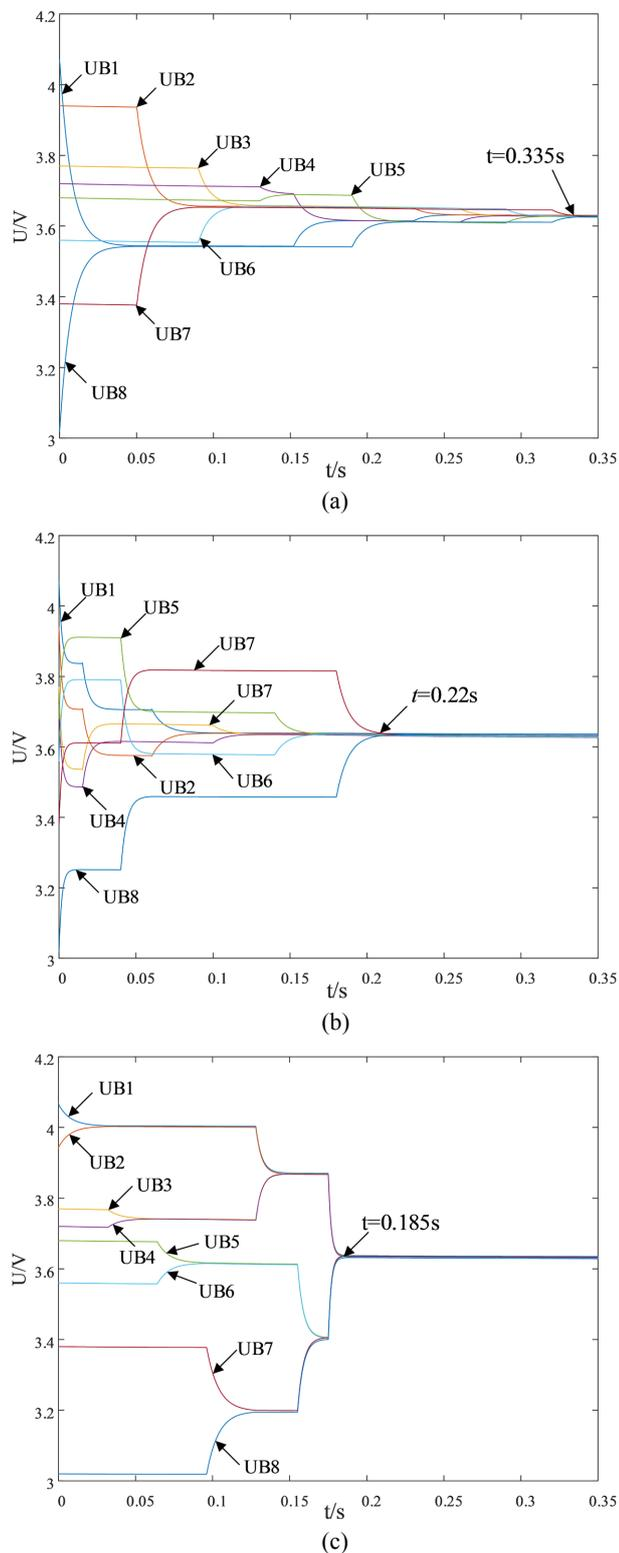 4.2
UB1
UB2
4
3.8
UB3
UB4
UB5
t=0.335s
U/V
3.6
UB6
3.4
UB7
3.2
UB8
3
0 0.05 0.1 0.15 0.2 0.25 0.3 0.35
t/s
(a)
4.2
UB1
4
UB5
3.8
UB7
UB7
t=0.22s
U/V
3.6
UB2
UB6
UB4
3.4
3.2
UB8
3
0 0.05 0.1 0.15 0.2 0.25 0.3 0.35
t/s
(b)
4.2
UB1
4
UB2
3.8
UB3
UB4
UB5
t=0.185s
U/V
3.6
UB6
3.4
UB7
3.2
UB8
3
0 0.05 0.1 0.15 0.2 0.25 0.3 0.35
t/s
(c)